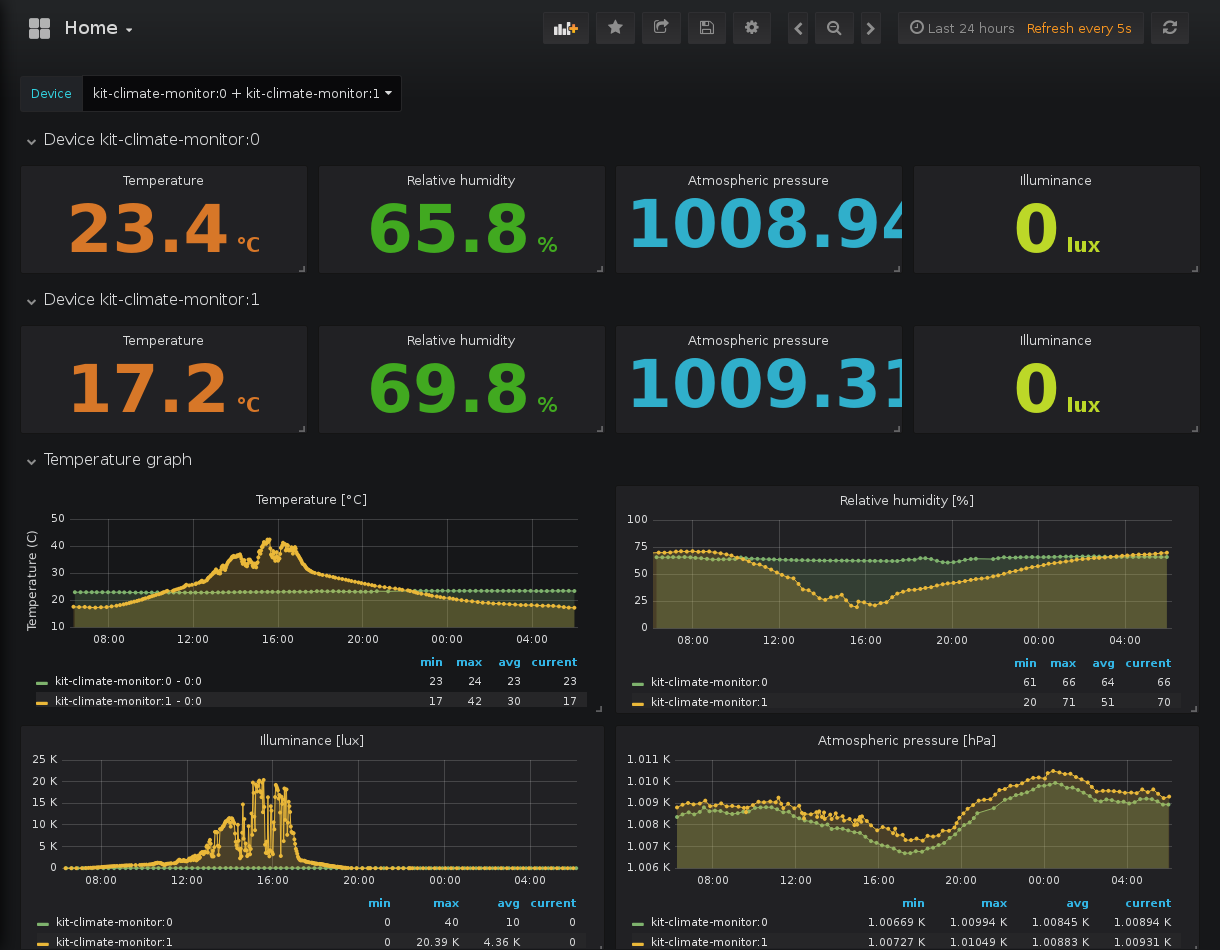 Home
Last 24 hours Refresh every 5s
Device kit-climate-monitor:0 + kit-climate-monitor:1
Device kit-climate-monitor:0
Temperature Relative humidity Atmospheric pressure Illuminance
23.4 °C 65.8 % 1008.94 0 lux
Device kit-climate-monitor:1
Temperature Relative humidity Atmospheric pressure Illuminance
17.2 °C 69.8 % 1009.31 0 lux
Temperature graph
Temperature [°C]
Temperature (C)
50
40
30
20
10
08:00 12:00 16:00 20:00 00:00 04:00
min max avg current
kit-climate-monitor:0 - 0:0 23 24 23 23
kit-climate-monitor:1 - 0:0 17 42 30 17
Relative humidity [%]
100
75
50
25
0
08:00 12:00 16:00 20:00 00:00 04:00
min max avg current
kit-climate-monitor:0 61 66 64 66
kit-climate-monitor:1 20 71 51 70
Illuminance [lux]
25 K
20 K
15 K
10 K
5 K
0
08:00 12:00 16:00 20:00 00:00 04:00
min max avg current
kit-climate-monitor:0 0 40 10 0
kit-climate-monitor:1 0 20.39 K 4.36 K 0
Atmospheric pressure [hPa]
1.011 K
1.010 K
1.009 K
1.008 K
1.007 K
1.006 K
08:00 12:00 16:00 20:00 00:00 04:00
min max avg current
kit-climate-monitor:0 1.00669 K 1.00994 K 1.00845 K 1.00894 K
kit-climate-monitor:1 1.00727 K 1.01049 K 1.00883 K 1.00931 K